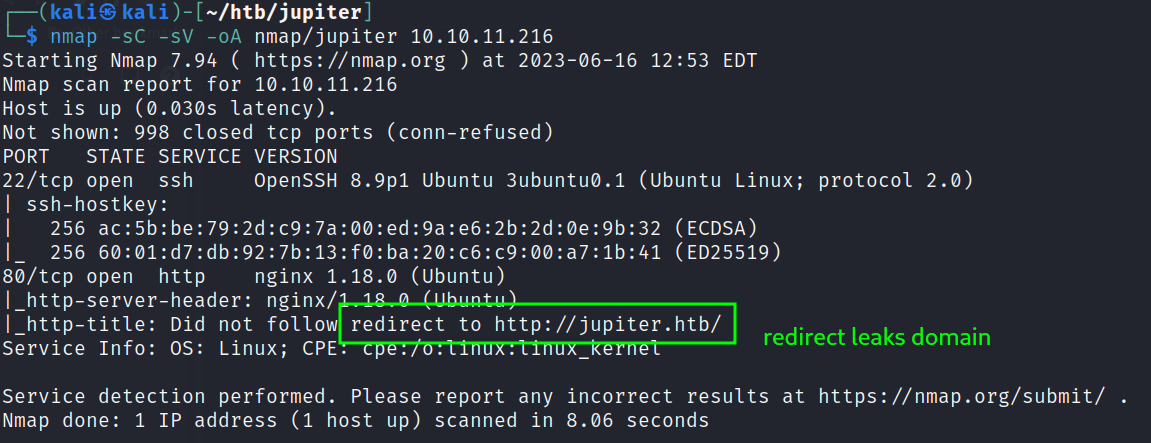 ┌──(kali㉿kali)-[~/htb/jupiter]
└─$ nmap -sC -sV -oA nmap/jupiter 10.10.11.216
Starting Nmap 7.94 ( https://nmap.org ) at 2023-06-16 12:53 EDT
Nmap scan report for 10.10.11.216
Host is up (0.030s latency).
Not shown: 998 closed tcp ports (conn-refused)
PORT   STATE SERVICE VERSION
22/tcp open  ssh     OpenSSH 8.9p1 Ubuntu 3ubuntu0.1 (Ubuntu Linux; protocol 2.0)
| ssh-hostkey:
|   256 ac:5b:be:79:2d:c9:7a:00:ed:9a:e6:2b:2d:0e:9b:32 (ECDSA)
|_  256 60:01:d7:db:92:7b:13:f0:ba:20:c6:c9:00:a7:1b:41 (ED25519)
80/tcp open  http    nginx 1.18.0 (Ubuntu)
|_http-server-header: nginx/1.18.0 (Ubuntu)
|_http-title: Did not follow redirect to http://jupiter.htb/
redirect leaks domain
Service Info: OS: Linux; CPE: cpe:/o:linux:linux_kernel
Service detection performed. Please report any incorrect results at https://nmap.org/submit/ .
Nmap done: 1 IP address (1 host up) scanned in 8.06 seconds